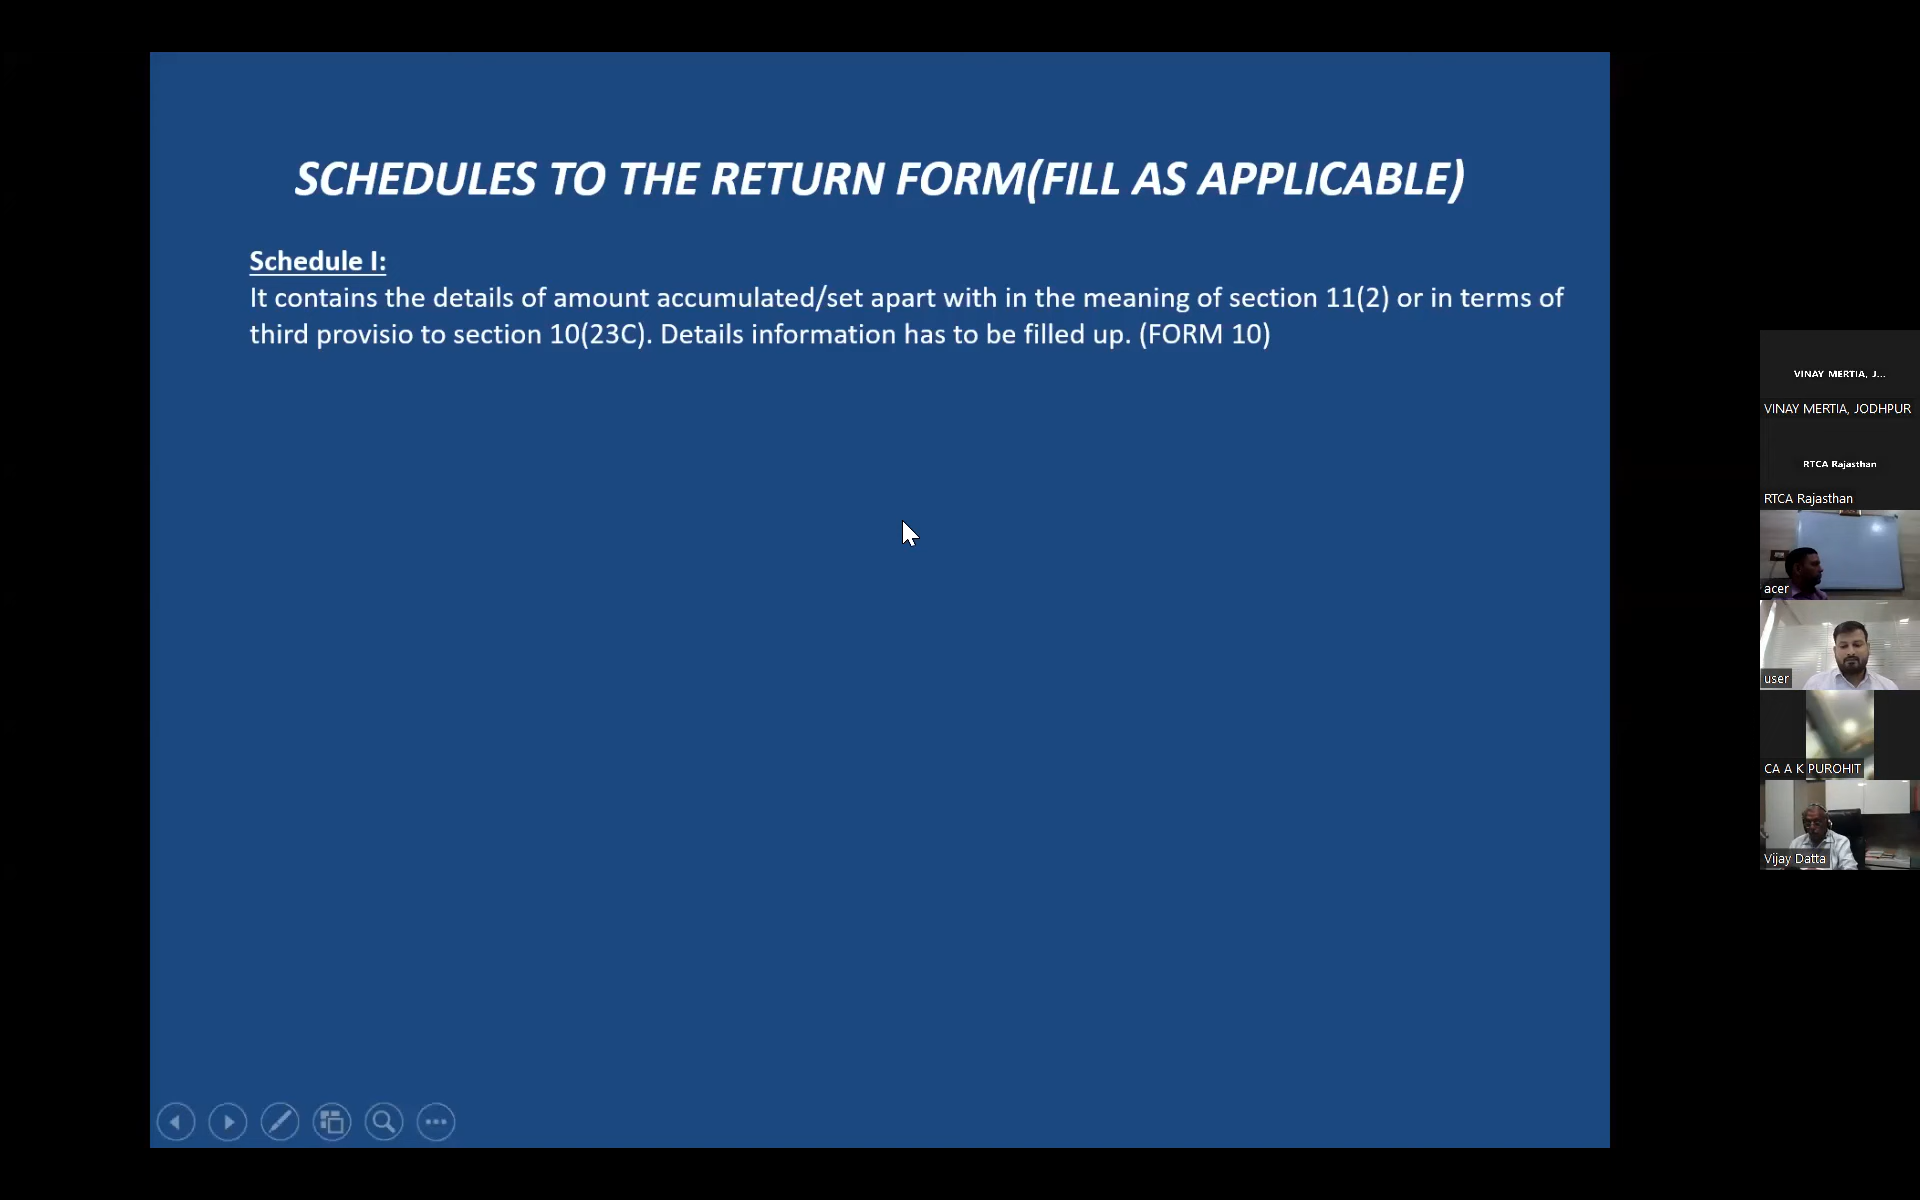 SCHEDULES TO THE RETURN FORM(FILL AS APPLICABLE)
Schedule I:
It contains the details of amount accumulated/set apart with in the meaning of section 11(2) or in terms of
third provisio to section 10(23C). Details information has to be filled up. (FORM 10)
VINAY MERTIA, J...
VINAY MERTIA, JODHPUR
RTCA Rajasthan
RTCA Rajasthan
acer
user
CA A K PUROHIT
Vijay Datta